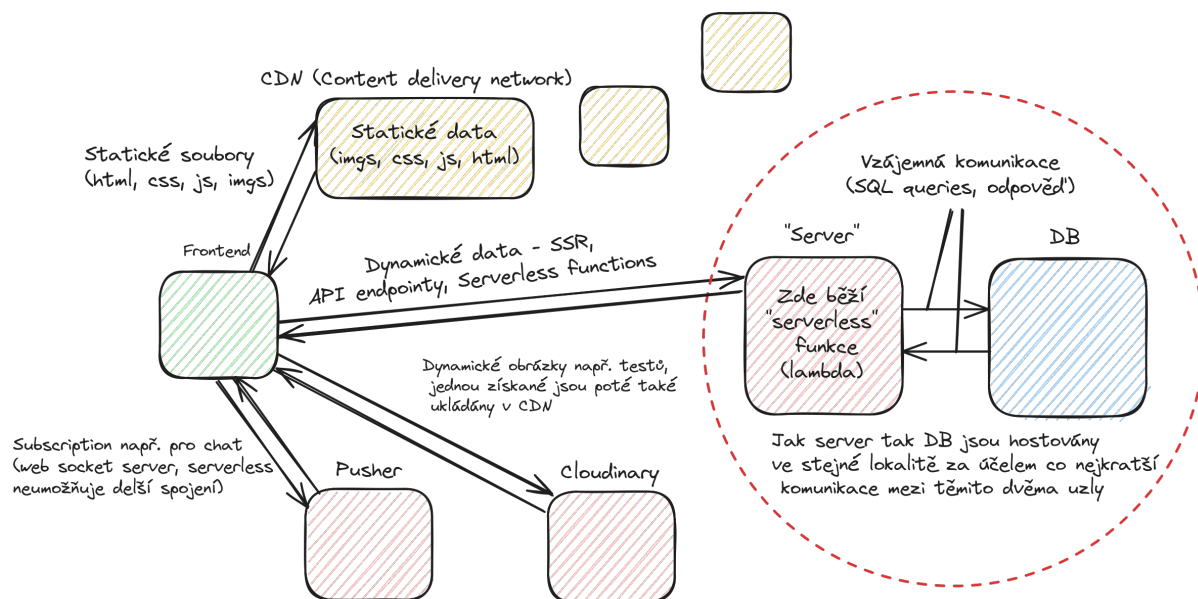 CDN (Content delivery network)
Statické data
(imgs, css, js, html)
Statické soubory
(html, css, js, imgs)
Vzájemná komunikace
(SQL queries, odpověď)
Frontend
Dynamické data - SSR,
API endpointy, Serverless functions
"Server"
DB
Zde běží
"serverless"
funkce
(lambda)
Dynamické obrázky např. testů,
jednou získané jsou poté také
ukládány v CDN
Subscription např. pro chat
(web socket server, serverless
neumožňuje delší spojení)
Pusher
Cloudinary
Jak server tak DB jsou hostovány
ve stejné lokalitě za účelem co nejkratší
komunikace mezi těmito dvěma uzly